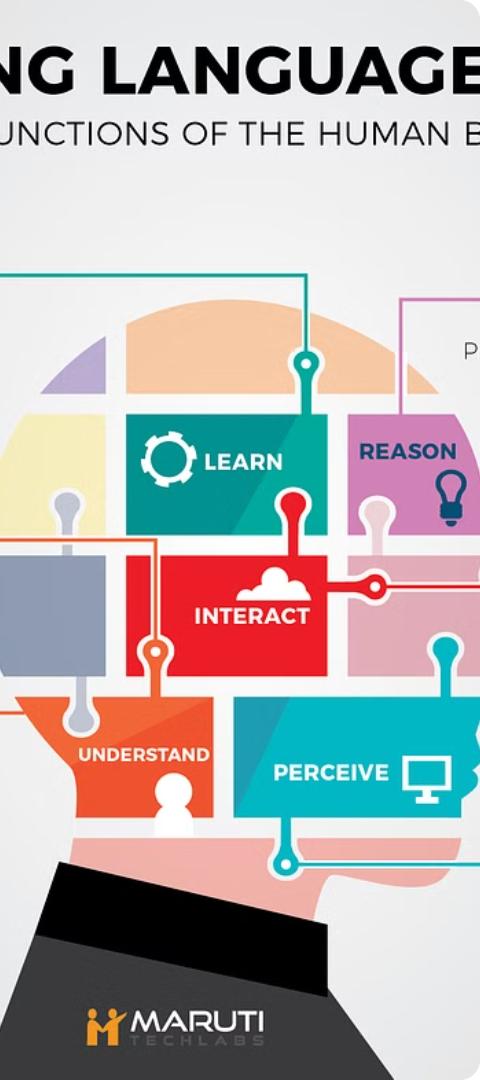 NG LANGUAGE
UNCTIONS OF THE HUMAN B
P
LEARN
REASON
INTERACT
UNDERSTAND
PERCEIVE
MARUTI
TECHLABS